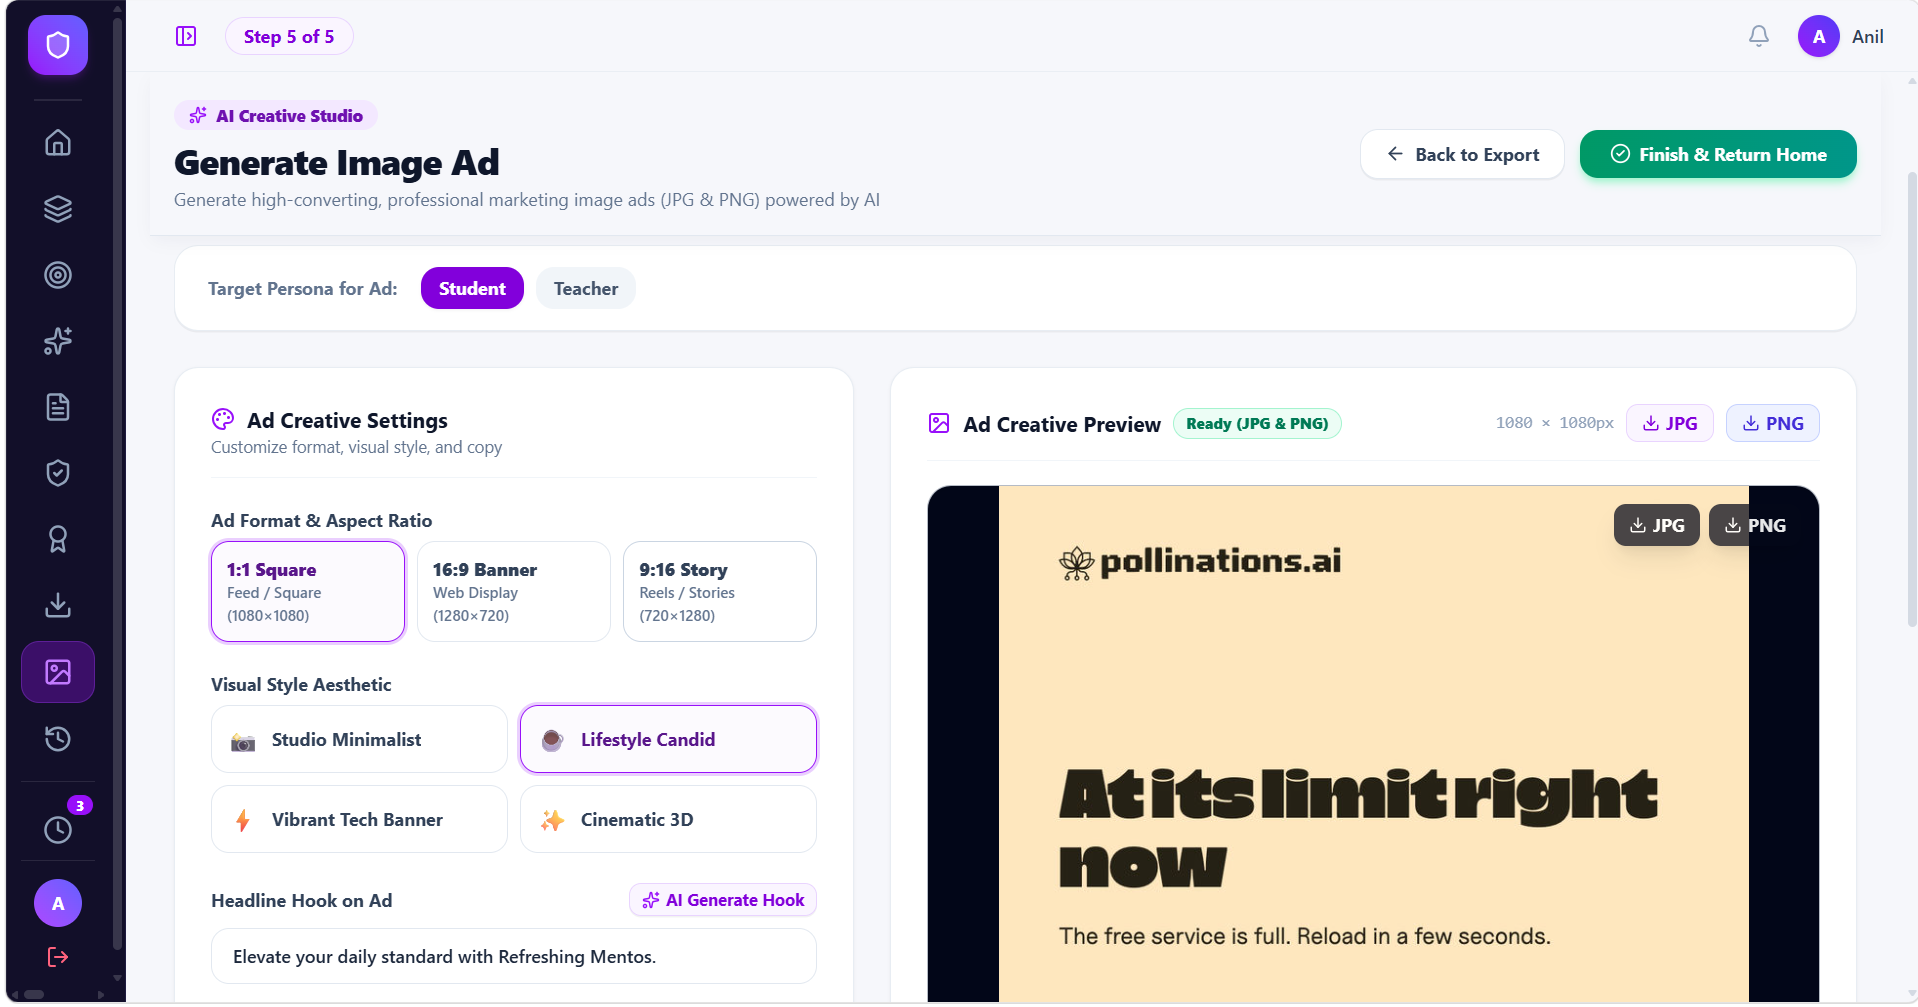 Step 5 of 5
A
Anil
AI Creative Studio
Generate Image Ad
Generate high-converting, professional marketing image ads (JPG & PNG) powered by AI
Back to Export
Finish & Return Home
Target Persona for Ad:
Student
Teacher
Ad Creative Settings
Customize format, visual style, and copy
Ad Format & Aspect Ratio
1:1 Square
Feed / Square
(1080×1080)
16:9 Banner
Web Display
(1280×720)
9:16 Story
Reels / Stories
(720×1280)
Visual Style Aesthetic
Studio Minimalist
Lifestyle Candid
Vibrant Tech Banner
Cinematic 3D
Headline Hook on Ad
AI Generate Hook
Elevate your daily standard with Refreshing Mentos.
Ad Creative Preview
Ready (JPG & PNG)
1080 × 1080px
JPG
PNG
JPG
PNG
pollinations.ai
At its limit right
now
The free service is full. Reload in a few seconds.
3
A